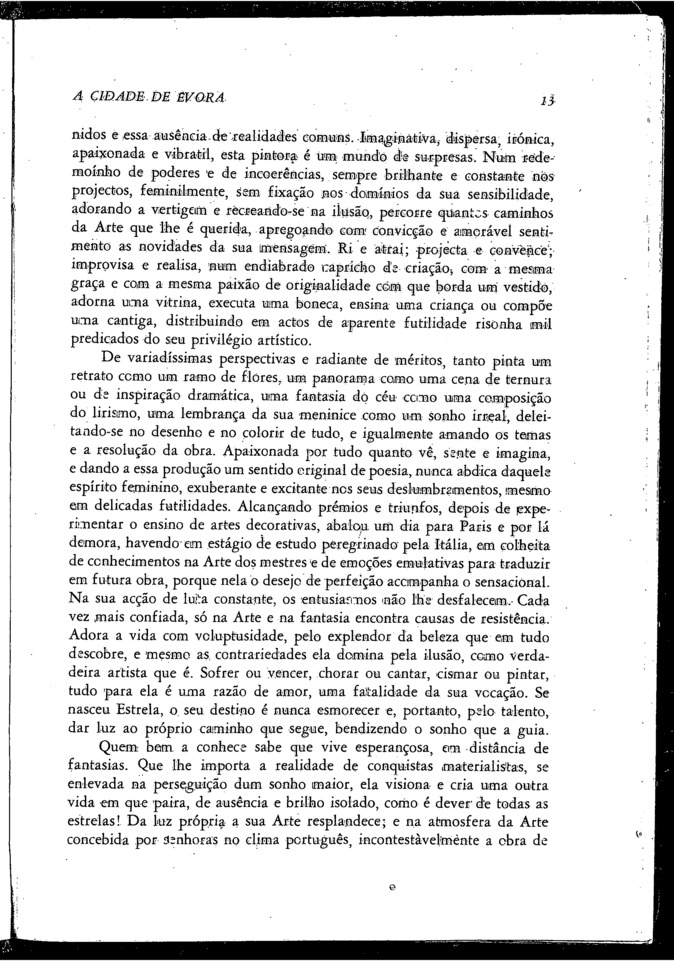 A CIDADE DE ÉVORA 13
nidos e essa ausência de realidades comuns. Imaginativa, dispersa, irónica,
apaixonada e vibratil, esta pintora é um mundo de surpresas. Num rede-
moínho de poderes e de incoerências, sempre brilhante e constante nos
projectos, feminilmente, sem fixação nos domínios da sua sensibilidade,
adorando a vertigem e recreando-se na ilusão, percorre quantos caminhos
da Arte que lhe é querida, apregoando com convicção e amorável senti-
mento as novidades da sua mensagem. Ri e atrai; projecta e convence;
improvisa e realisa, num endiabrado capricho de criação, com a mesma
graça e com a mesma paixão de originalidade com que borda um vestido,
adorna uma vitrina, executa uma boneca, ensina uma criança ou compõe
uma cantiga, distribuindo em actos de aparente futilidade risonha mil
predicados do seu privilégio artístico.
De variadíssimas perspectivas e radiante de méritos, tanto pinta um
retrato como um ramo de flores, um panorama como uma cena de ternura
ou de inspiração dramática, uma fantasia do céu como uma composição
do lirismo, uma lembrança da sua meninice como um sonho irreal, delei-
tando-se no desenho e no colorir de tudo, e igualmente amando os temas
e a resolução da obra. Apaixonada por tudo quanto vê, sente e imagina,
e dando a essa produção um sentido original de poesia, nunca abdica daquele
espírito feminino, exuberante e excitante nos seus deslumbramentos, mesmo
em delicadas futilidades. Alcançando prémios e triunfos, depois de expe-
rimentar o ensino de artes decorativas, abalou um dia para Paris e por lá
demora, havendo em estágio de estudo peregrinado pela Itália, em colheita
de conhecimentos na Arte dos mestres e de emoções emulativas para traduzir
em futura obra, porque nela o desejo de perfeição acompanha o sensacional.
Na sua acção de luta constante, os entusiasmos não lhe desfalecem. Cada
vez mais confiada, só na Arte e na fantasia encontra causas de resistência.
Adora a vida com voluptusidade, pelo explendor da beleza que em tudo
descobre, e mesmo as contrariedades ela domina pela ilusão, como verda-
deira artista que é. Sofrer ou vencer, chorar ou cantar, cismar ou pintar,
tudo para ela é uma razão de amor, uma fatalidade da sua vocação. Se
nasceu Estrela, o seu destino é nunca esmorecer e, portanto, pelo talento,
dar luz ao próprio caminho que segue, bendizendo o sonho que a guia.
Quem bem a conhece sabe que vive esperançosa, em distância de
fantasias. Que lhe importa a realidade de conquistas materialistas, se
enlevada na perseguição dum sonho maior, ela visiona e cria uma outra
vida em que paira, de ausência e brilho isolado, como é dever de todas as
estrelas! Da luz própria a sua Arte resplandece; e na atmosfera da Arte
concebida por senhoras no clima português, incontestàvelmente a obra de
e